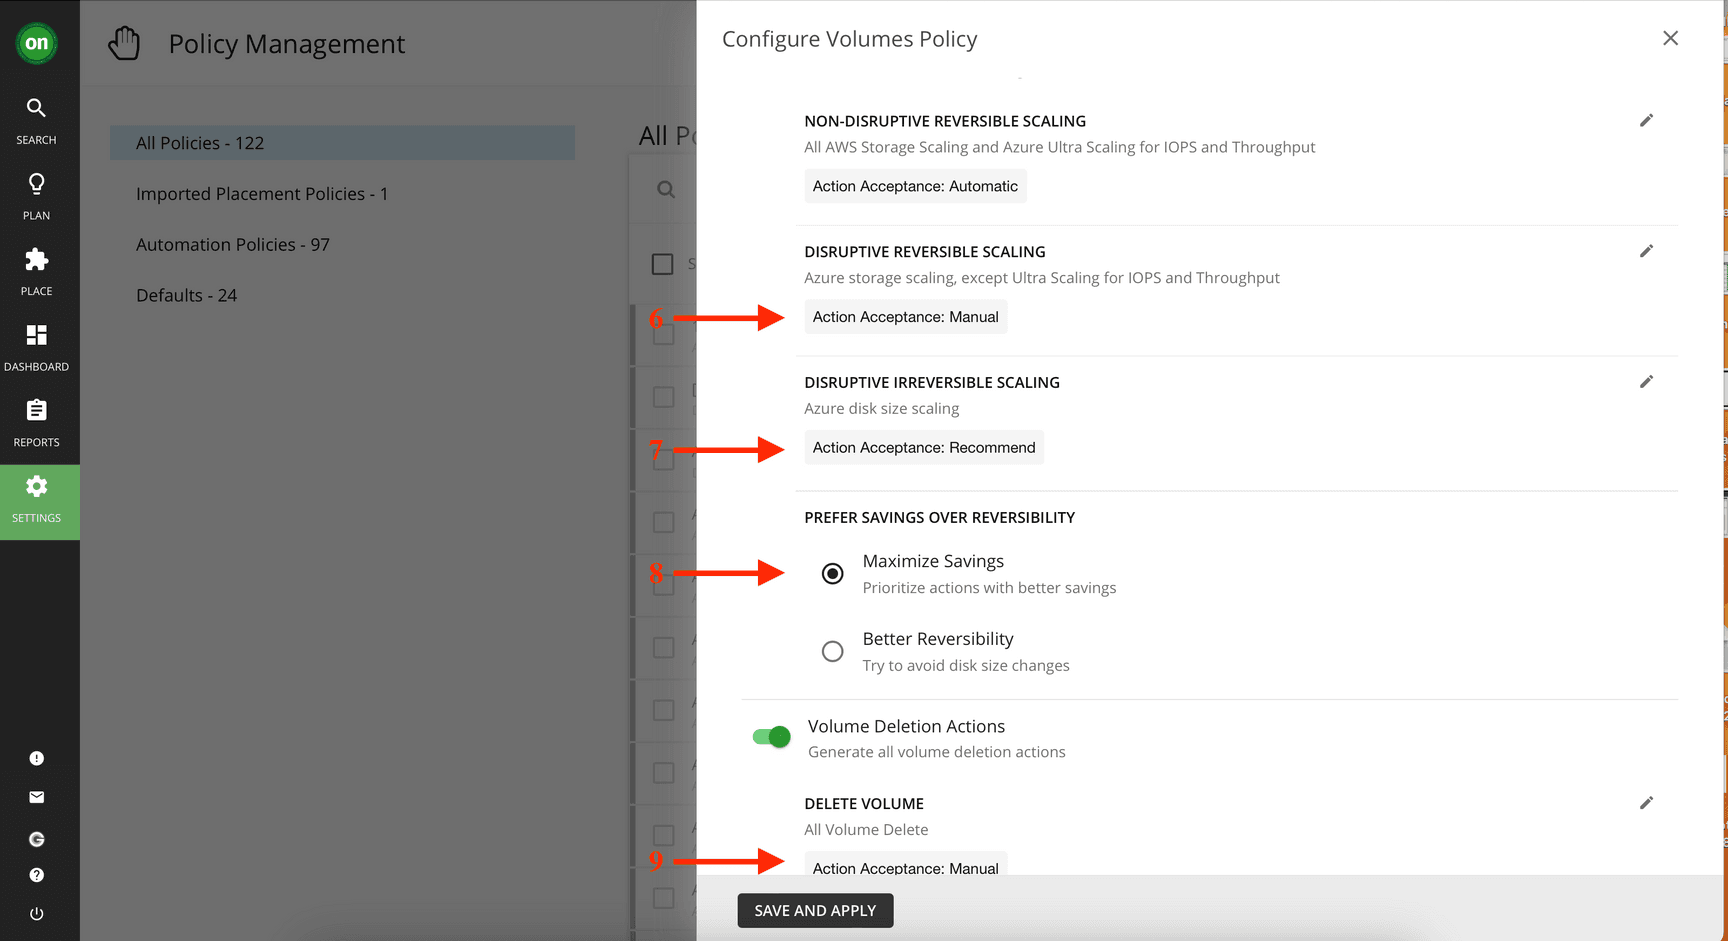 on
SEARCH
PLAN
PLACE
DASHBOARD
REPORTS
SETTINGS
Policy Management
All Policies - 122
Imported Placement Policies - 1
Automation Policies - 97
Defaults - 24
All Po
S
Configure Volumes Policy
NON-DISRUPTIVE REVERSIBLE SCALING
All AWS Storage Scaling and Azure Ultra Scaling for IOPS and Throughput
Action Acceptance: Automatic
DISRUPTIVE REVERSIBLE SCALING
Azure storage scaling, except Ultra Scaling for IOPS and Throughput
6
Action Acceptance: Manual
DISRUPTIVE IRREVERSIBLE SCALING
Azure disk size scaling
7
Action Acceptance: Recommend
PREFER SAVINGS OVER REVERSIBILITY
8
Maximize Savings
Prioritize actions with better savings
Better Reversibility
Try to avoid disk size changes
Volume Deletion Actions
Generate all volume deletion actions
DELETE VOLUME
All Volume Delete
9
Action Acceptance: Manual
SAVE AND APPLY